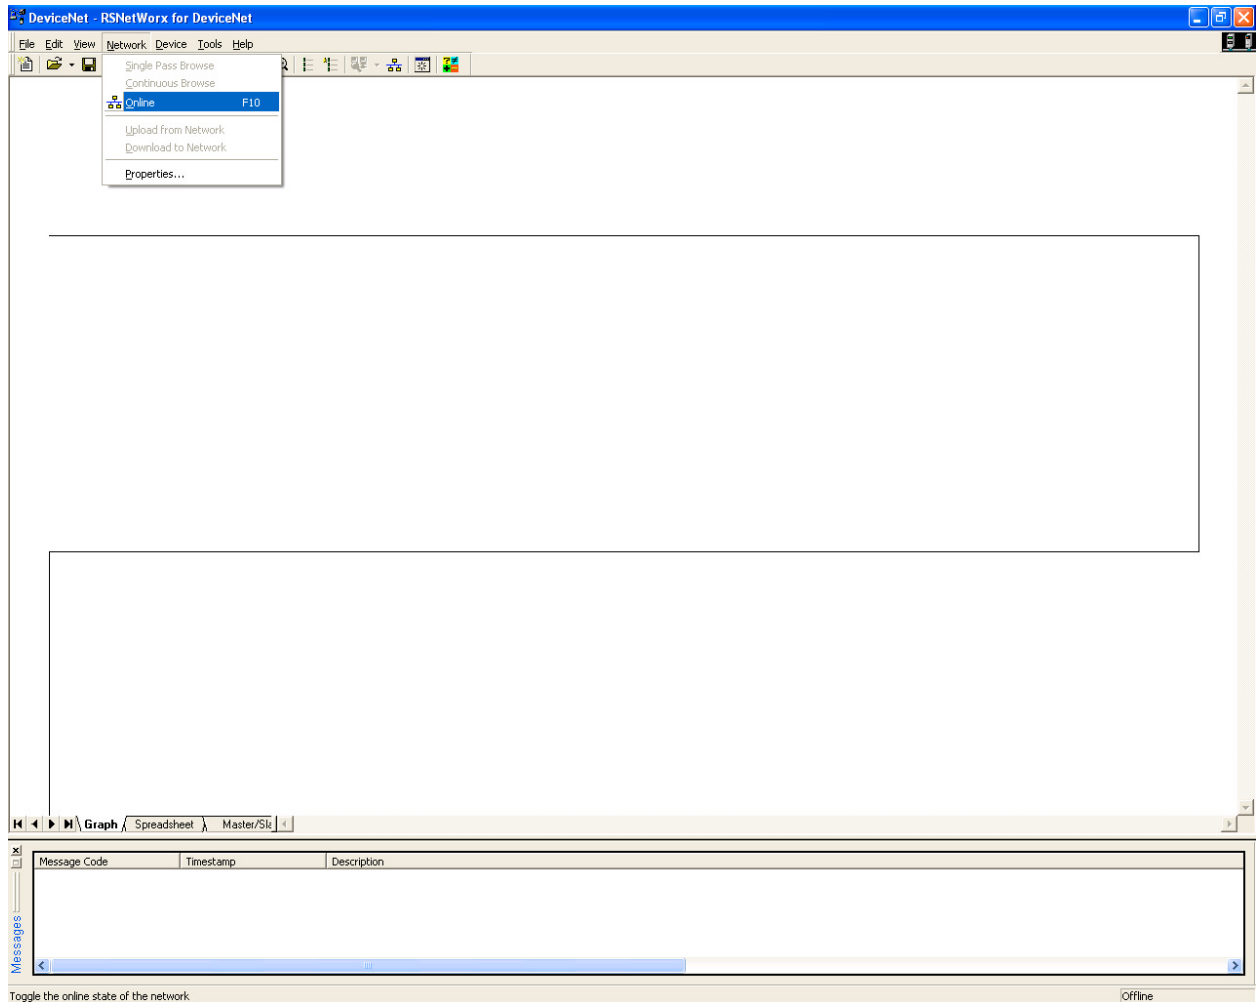 DeviceNet - RSNetWorx for DeviceNet
File Edit View Network Device Tools Help
Single Pass Browse
Continuous Browse
Online F10
Upload from Network
Download to Network
Properties...
Graph Spreadsheet Master/Sla
Message Code Timestamp Description
Messages
Toggle the online state of the network Offline